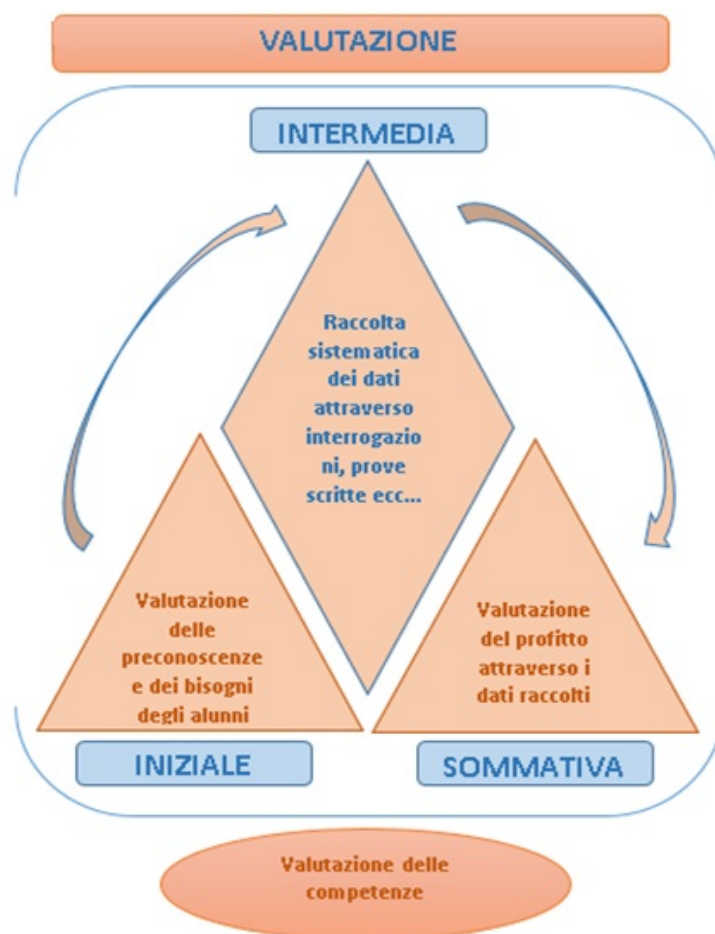 VALUTAZIONE
INTERMEDIA
Raccolta
sistematica
dei dati
attraverso
interrogazio
ni, prove
scritte ecc...
Valutazione
delle
preconoscenze
e dei bisogni
degli alunni
INIZIALE
Valutazione
del profitto
attraverso i
dati raccolti
SOMMATIVA
Valutazione delle
competenze